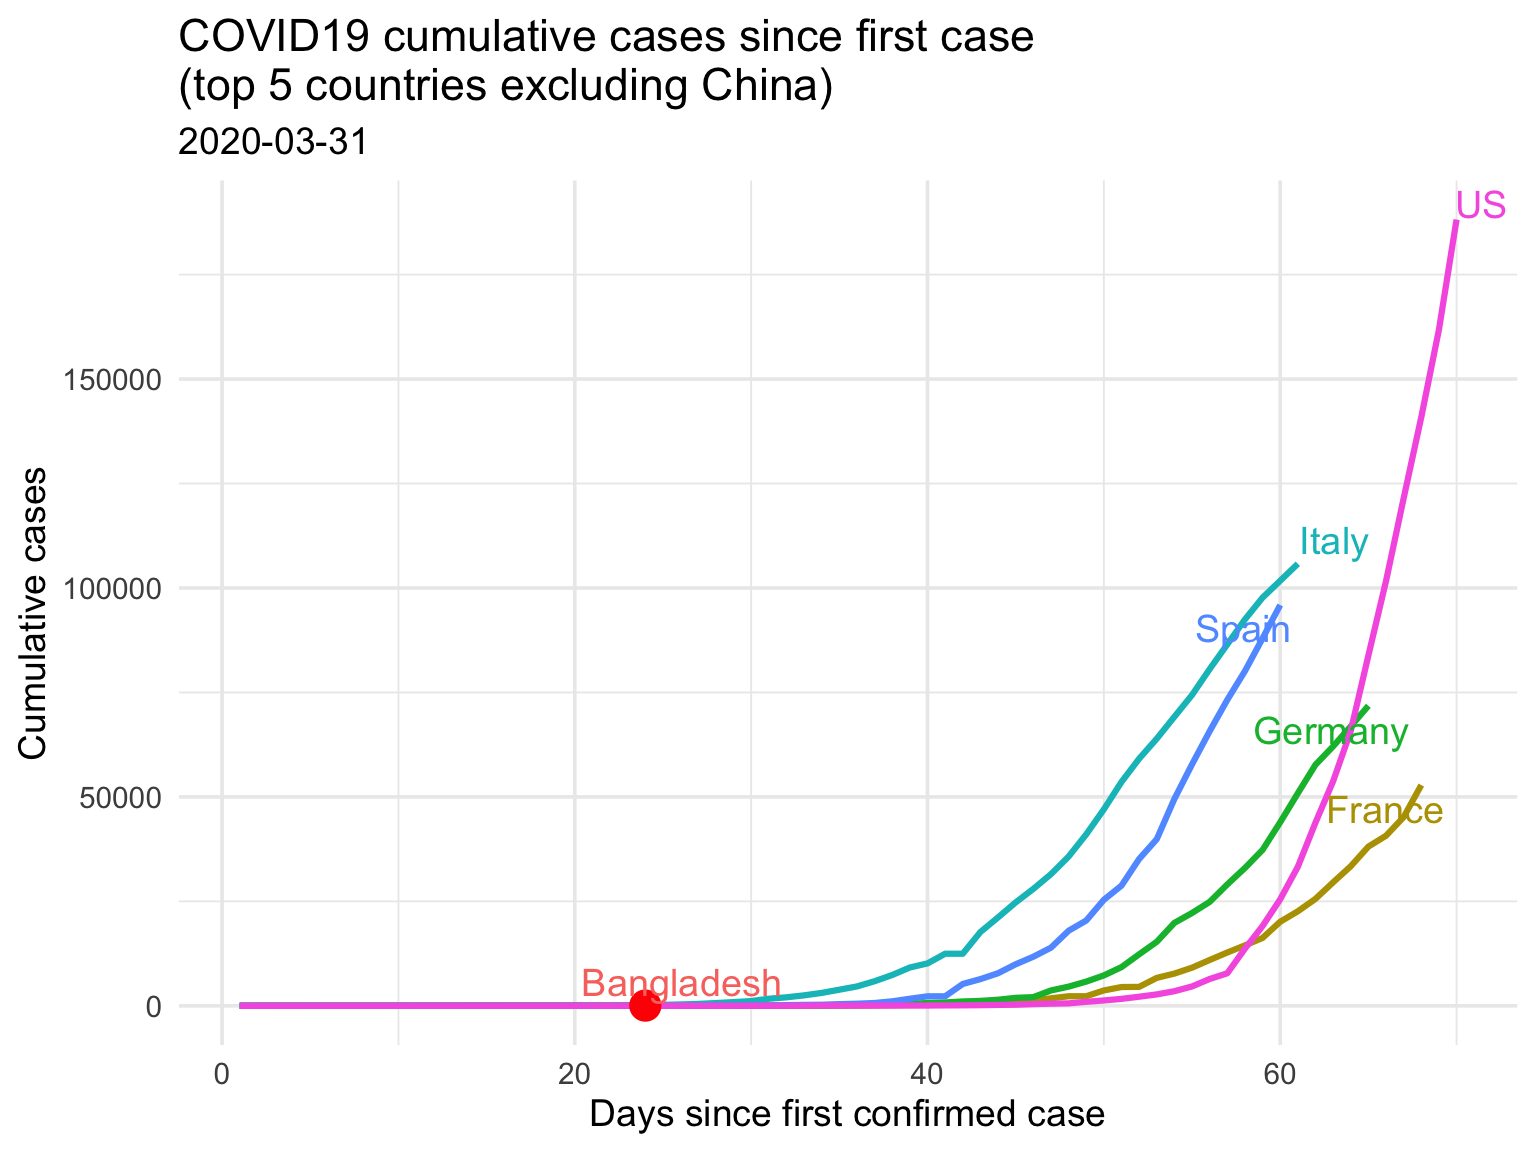 COVID19 cumulative cases since first case
(top 5 countries excluding China)
2020-03-31
US
150000
Italy
100000
Spain
Germany
50000
France
Bangladesh
0
0 20 40 60
Days since first confirmed case
Cumulative cases